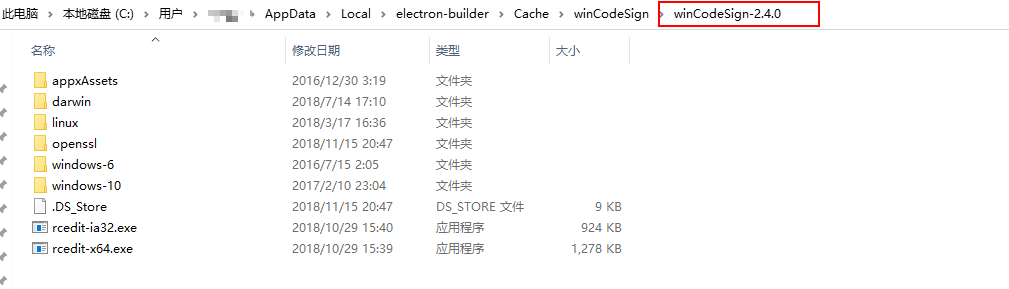 此电脑 > 本地磁盘 (C:) > 用户 > > AppData > Local > electron-builder > Cache > winCodeSign > winCodeSign-2.4.0
名称 修改日期 类型 大小
appxAssets 2016/12/30 3:19 文件夹
darwin 2018/7/14 17:10 文件夹
linux 2018/3/17 16:36 文件夹
openssl 2018/11/15 20:47 文件夹
windows-6 2016/7/15 2:05 文件夹
windows-10 2017/2/10 23:04 文件夹
.DS_Store 2018/11/15 20:47 DS_STORE 文件 9 KB
rcedit-ia32.exe 2018/10/29 15:40 应用程序 924 KB
rcedit-x64.exe 2018/10/29 15:39 应用程序 1,278 KB